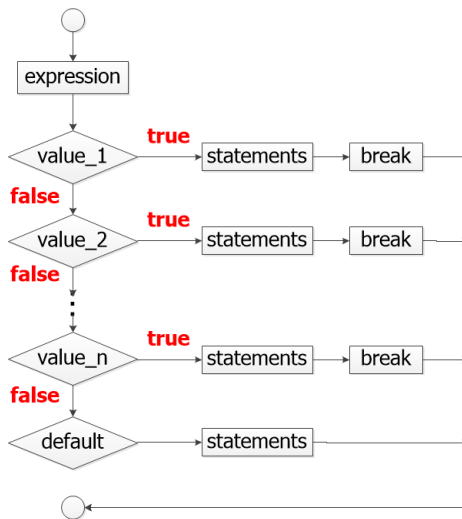 expression
true
value_1 statements break
false
true
value_2 statements break
false
true
value_n statements break
false
default statements